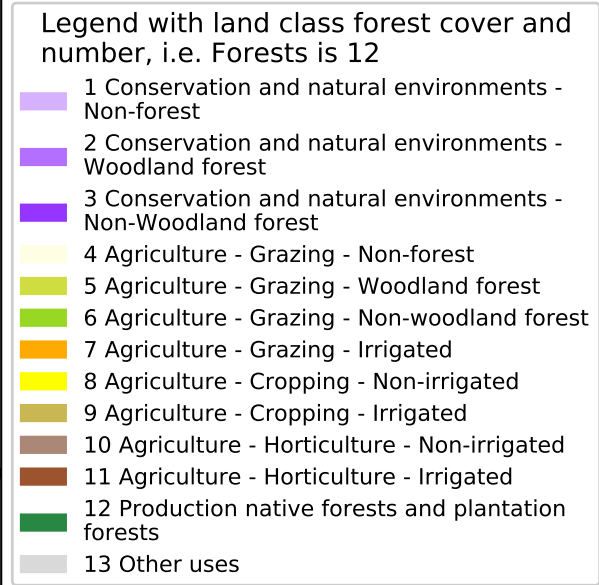 Legend with land class forest cover and
number, i.e. Forests is 12
1 Conservation and natural environments -
Non-forest
2 Conservation and natural environments -
Woodland forest
3 Conservation and natural environments -
Non-Woodland forest
4 Agriculture - Grazing - Non-forest
5 Agriculture - Grazing - Woodland forest
6 Agriculture - Grazing - Non-woodland forest
7 Agriculture - Grazing - Irrigated
8 Agriculture - Cropping - Non-irrigated
9 Agriculture - Cropping - Irrigated
10 Agriculture - Horticulture - Non-irrigated
11 Agriculture - Horticulture - Irrigated
12 Production native forests and plantation
forests
13 Other uses